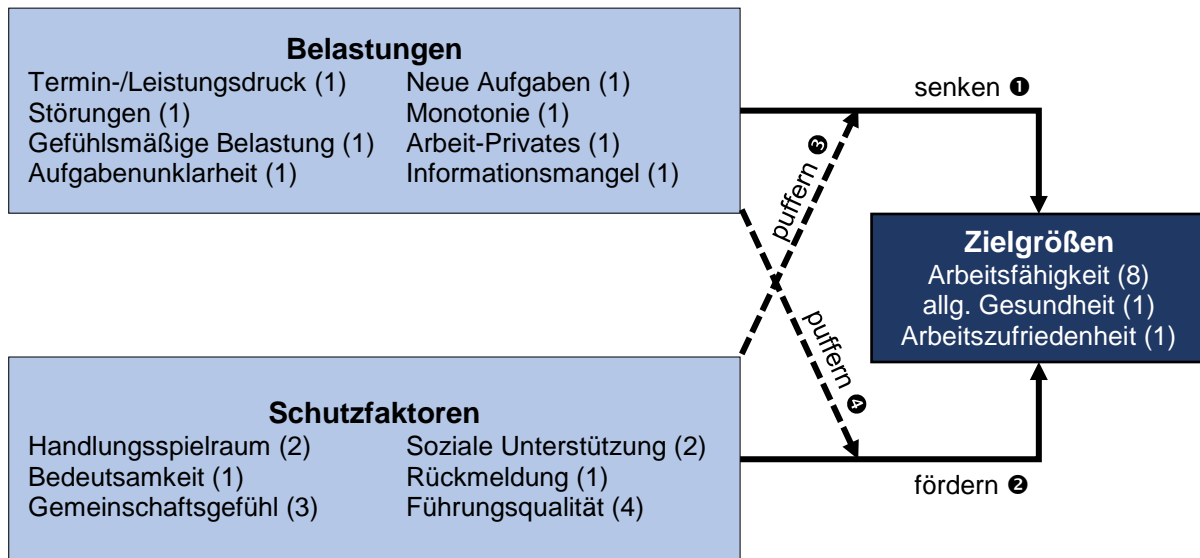 Belastungen
Termin-/Leistungsdruck (1) Neue Aufgaben (1)
Störungen (1) Monotonie (1)
Gefühlsmäßige Belastung (1) Arbeit-Privates (1)
Aufgabenunklarheit (1) Informationsmangel (1)
senken ❶
puffern ❸
Zielgrößen
Arbeitsfähigkeit (8)
allg. Gesundheit (1)
Arbeitszufriedenheit (1)
puffern ❹
Schutzfaktoren
Handlungsspielraum (2) Soziale Unterstützung (2)
Bedeutsamkeit (1) Rückmeldung (1)
Gemeinschaftsgefühl (3) Führungsqualität (4)
fördern ❷